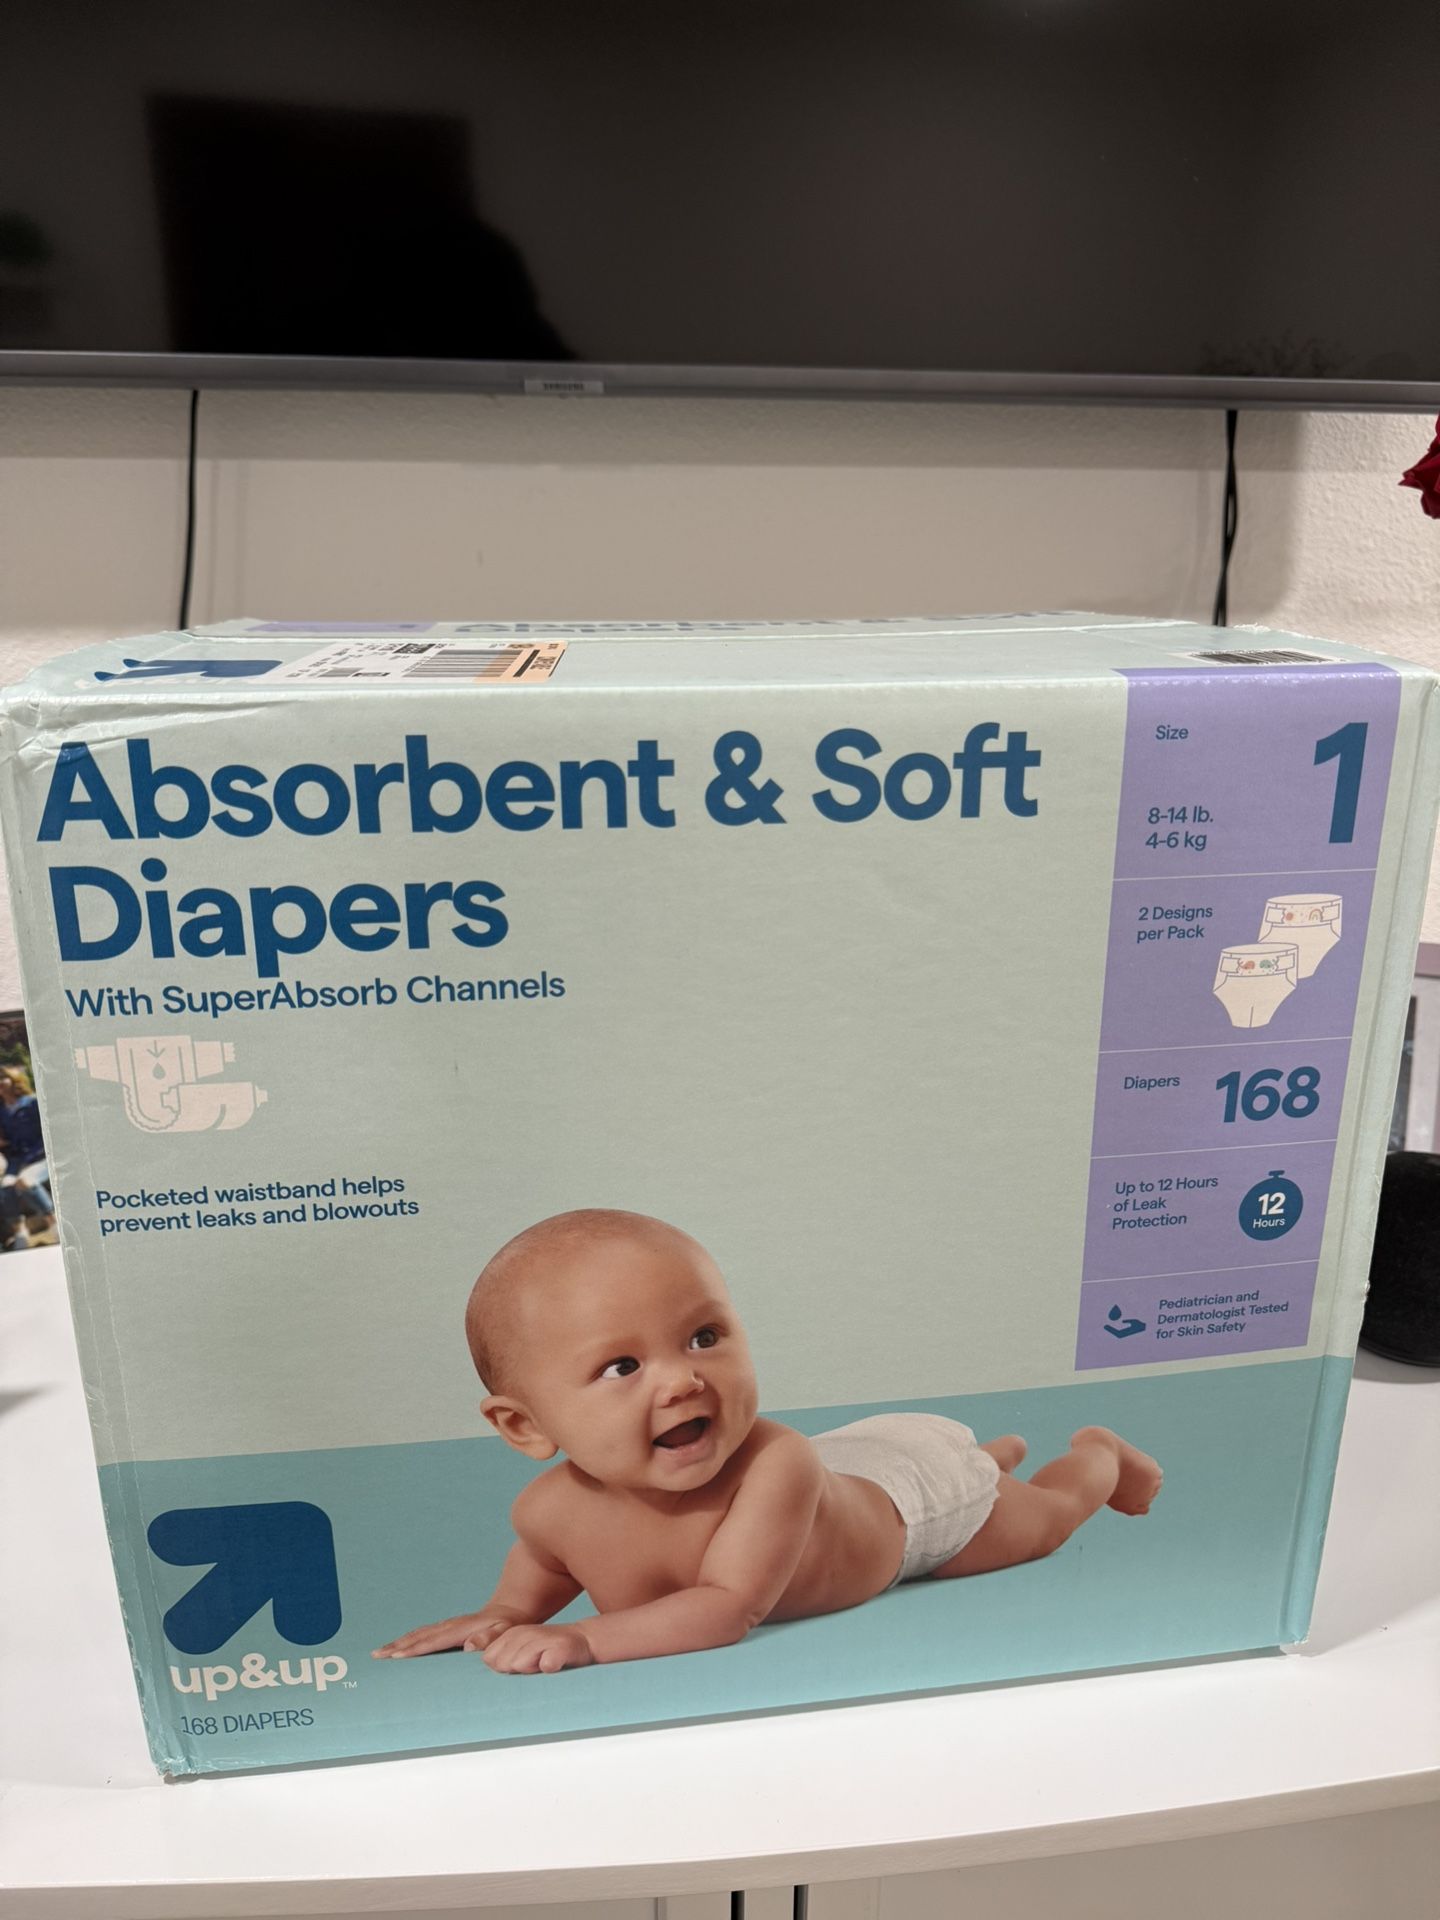 SAMSUNG
Absorbent & Soft
Diapers
With SuperAbsorb Channels
Pocketed waistband helps
prevent leaks and blowouts
Size
1
8-14 lb.
4-6 kg
2 Designs
per Pack
Diapers
168
Up to 12 Hours
of Leak
Protection
12
Hours
Pediatrician and
Dermatologist Tested
for Skin Safety
up&up™
168 DIAPERS